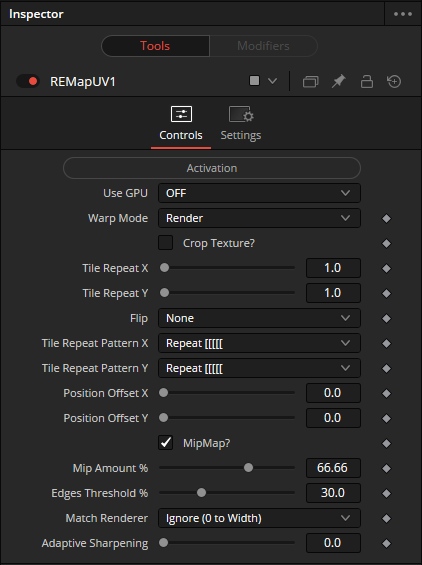 Inspector
Tools Modifiers
REMapUV1
Controls Settings
Activation
Use GPU OFF
Warp Mode Render
Crop Texture?
Tile Repeat X 1.0
Tile Repeat Y 1.0
Flip None
Tile Repeat Pattern X Repeat [[[[[
Tile Repeat Pattern Y Repeat [[[[[
Position Offset X 0.0
Position Offset Y 0.0
MipMap?
Mip Amount % 66.66
Edges Threshold % 30.0
Match Renderer Ignore (0 to Width)
Adaptive Sharpening 0.0